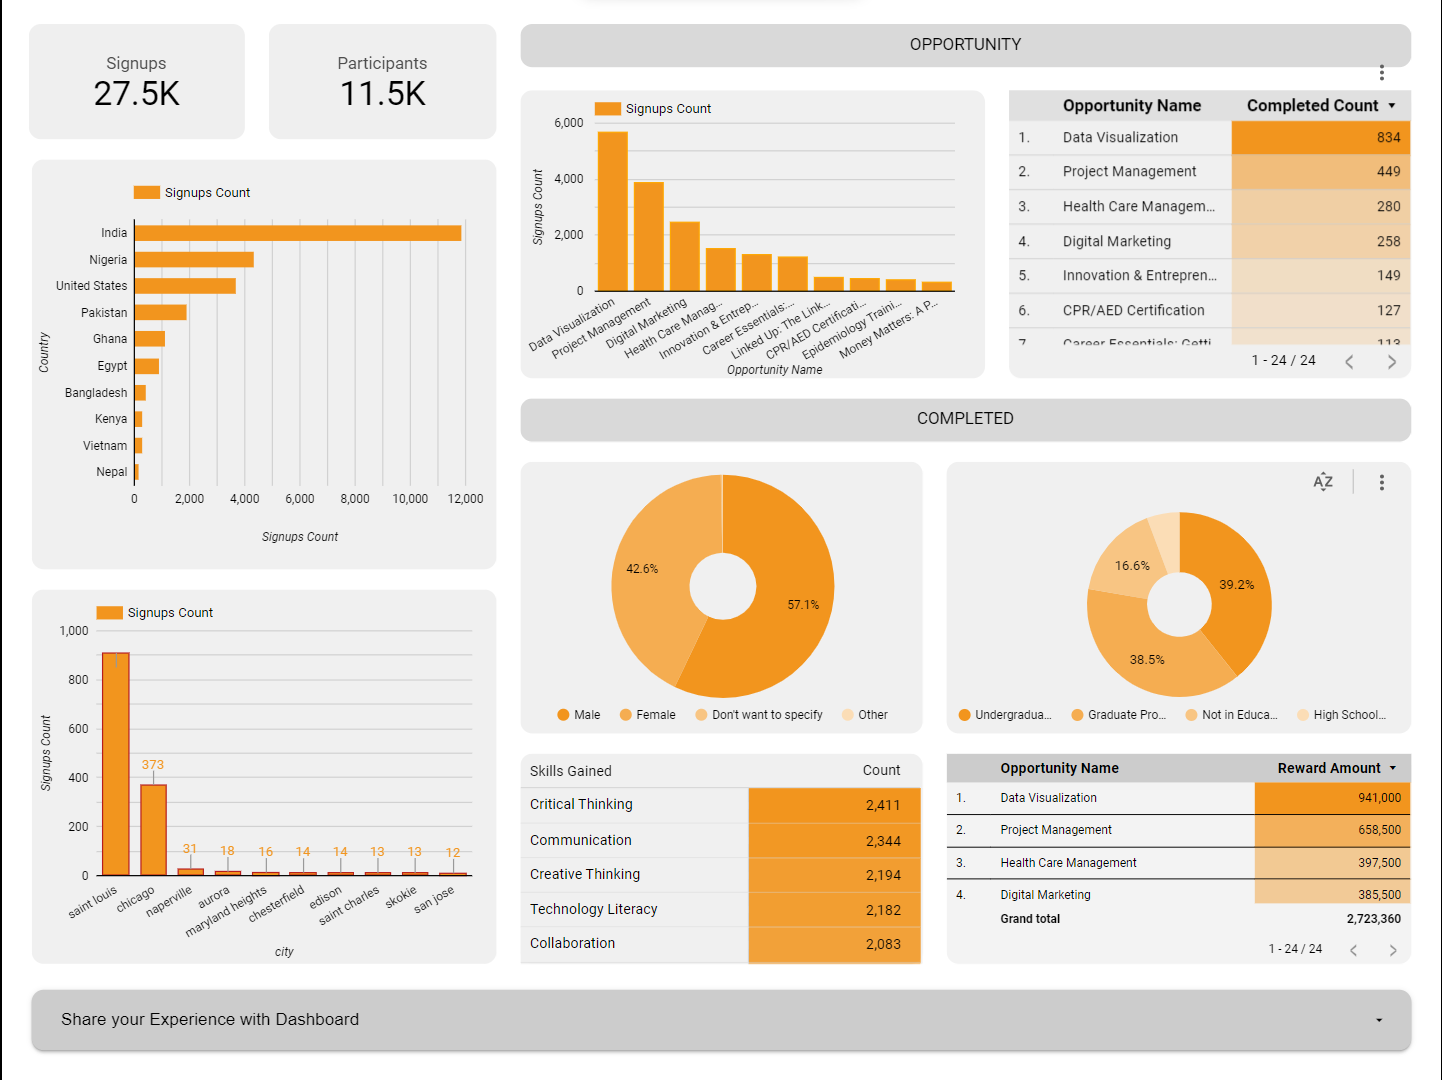 Signups
27.5K
Participants
11.5K
Signups Count
Country
India
Nigeria
United States
Pakistan
Ghana
Egypt
Bangladesh
Kenya
Vietnam
Nepal
0 2,000 4,000 6,000 8,000 10,000 12,000
Signups Count
Signups Count
Signups Count
1,000
800
600
400
200
0
373 31 18 16 14 14 13 13 12
saint louis chicago naperville aurora maryland heights chesterfield edison saint charles skokie san jose
city
OPPORTUNITY
Signups Count
Signups Count
6,000
4,000
2,000
0
Data Visualization
Project Management
Digital Marketing
Health Care Manag...
Innovation & Entrep...
Career Essentials:...
Linked Up: The Link...
CPR/AED Certificati...
Epidemiology Traini...
Money Matters: A P...
Opportunity Name
Opportunity Name Completed Count
1. Data Visualization 834
2. Project Management 449
3. Health Care Managem... 280
4. Digital Marketing 258
5. Innovation & Entrepren... 149
6. CPR/AED Certification 127
7. Career Essentials: Getti... 113
1 - 24 / 24
COMPLETED
42.6%
57.1%
Male Female Don't want to specify Other
AZ
16.6%
39.2%
38.5%
Undergradua... Graduate Pro... Not in Educa... High School...
Skills Gained Count
Critical Thinking 2,411
Communication 2,344
Creative Thinking 2,194
Technology Literacy 2,182
Collaboration 2,083
Opportunity Name Reward Amount
1. Data Visualization 941,000
2. Project Management 658,500
3. Health Care Management 397,500
4. Digital Marketing 385,500
Grand total 2,723,360
1 - 24 / 24
Share your Experience with Dashboard